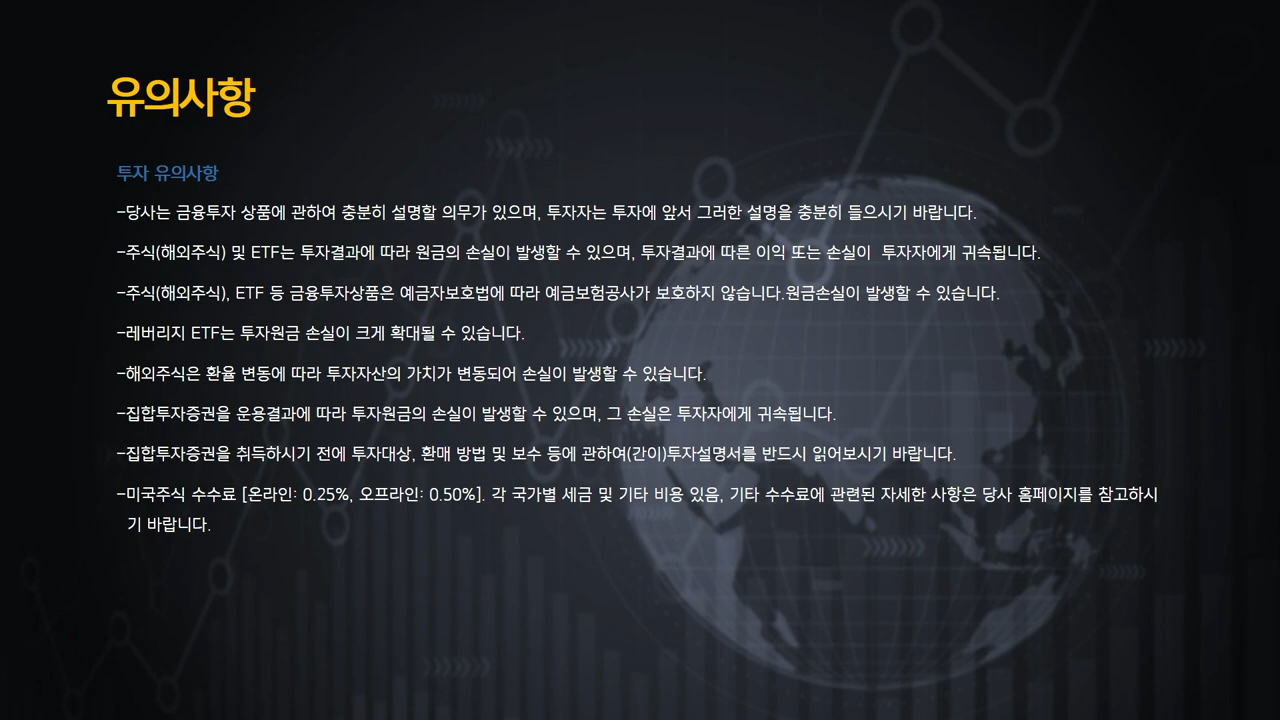 유의사항
투자 유의사항
-당사는 금융투자 상품에 관하여 충분히 설명할 의무가 있으며, 투자자는 투자에 앞서 그러한 설명을 충분히 들으시기 바랍니다.
-주식(해외주식) 및 ETF는 투자결과에 따라 원금의 손실이 발생할 수 있으며, 투자결과에 따른 이익 또는 손실이  투자자에게 귀속됩니다.
-주식(해외주식), ETF 등 금융투자상품은 예금자보호법에 따라 예금보험공사가 보호하지 않습니다.원금손실이 발생할 수 있습니다.
-레버리지 ETF는 투자원금 손실이 크게 확대될 수 있습니다.
-해외주식은 환율 변동에 따라 투자자산의 가치가 변동되어 손실이 발생할 수 있습니다.
-집합투자증권을 운용결과에 따라 투자원금의 손실이 발생할 수 있으며, 그 손실은 투자자에게 귀속됩니다.
-집합투자증권을 취득하시기 전에 투자대상, 환매 방법 및 보수 등에 관하여(간이)투자설명서를 반드시 읽어보시기 바랍니다.
-미국주식 수수료 [온라인: 0.25%, 오프라인: 0.50%]. 각 국가별 세금 및 기타 비용 있음, 기타 수수료에 관련된 자세한 사항은 당사 홈페이지를 참고하시
기 바랍니다.